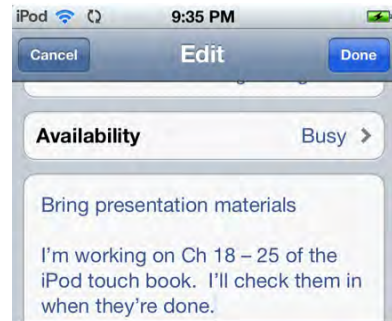 iPod 9:35 PM
Cancel Edit Done
Availability Busy >
Bring presentation materials
I'm working on Ch 18 – 25 of the
iPod touch book.  I'll check them in
when they're done.